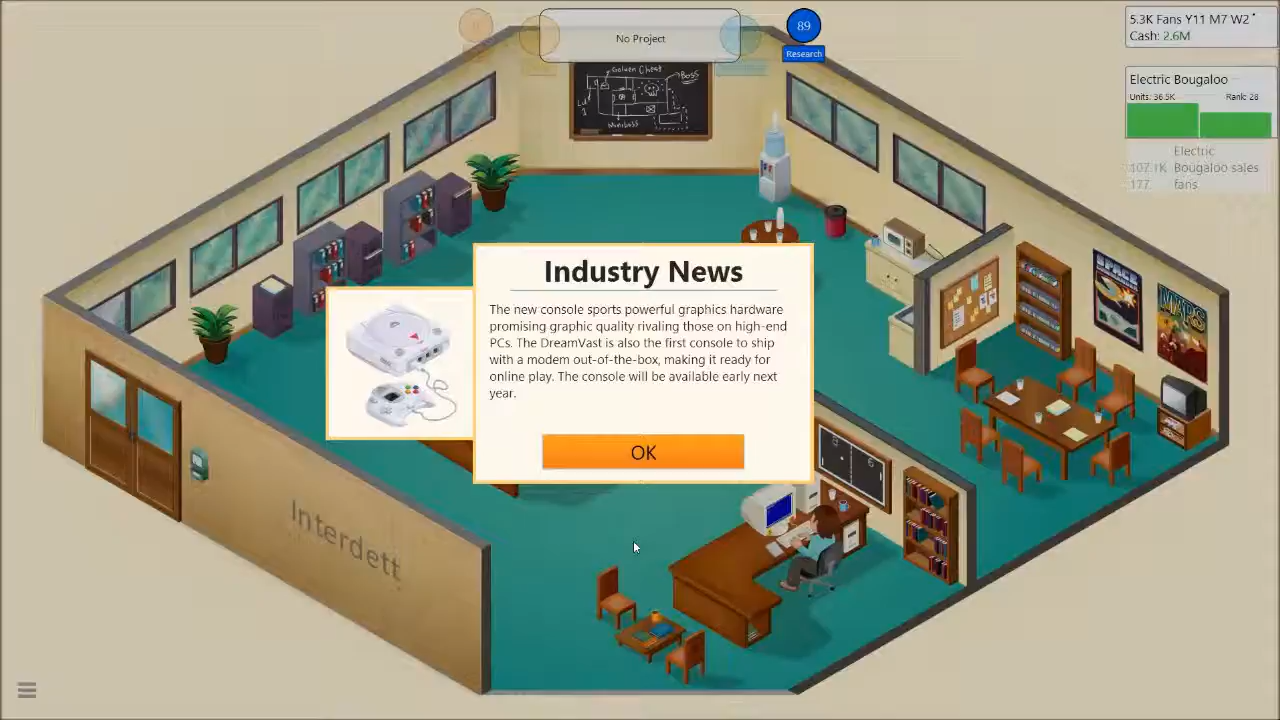 No Project
89
Research
5.3K Fans Y11 M7 W2
Cash: 2.6M
Electric Bougaloo
Units: 36.5K Rank: 28
Electric
107.1K Bougaloo sales
177 fans.
Golden Chest
Boss
Miniboss
SPACE
Industry News
The new console sports powerful graphics hardware
promising graphic quality rivaling those on high-end
PCs. The DreamVast is also the first console to ship
with a modem out-of-the-box, making it ready for
online play. The console will be available early next
year.
OK
Interdett